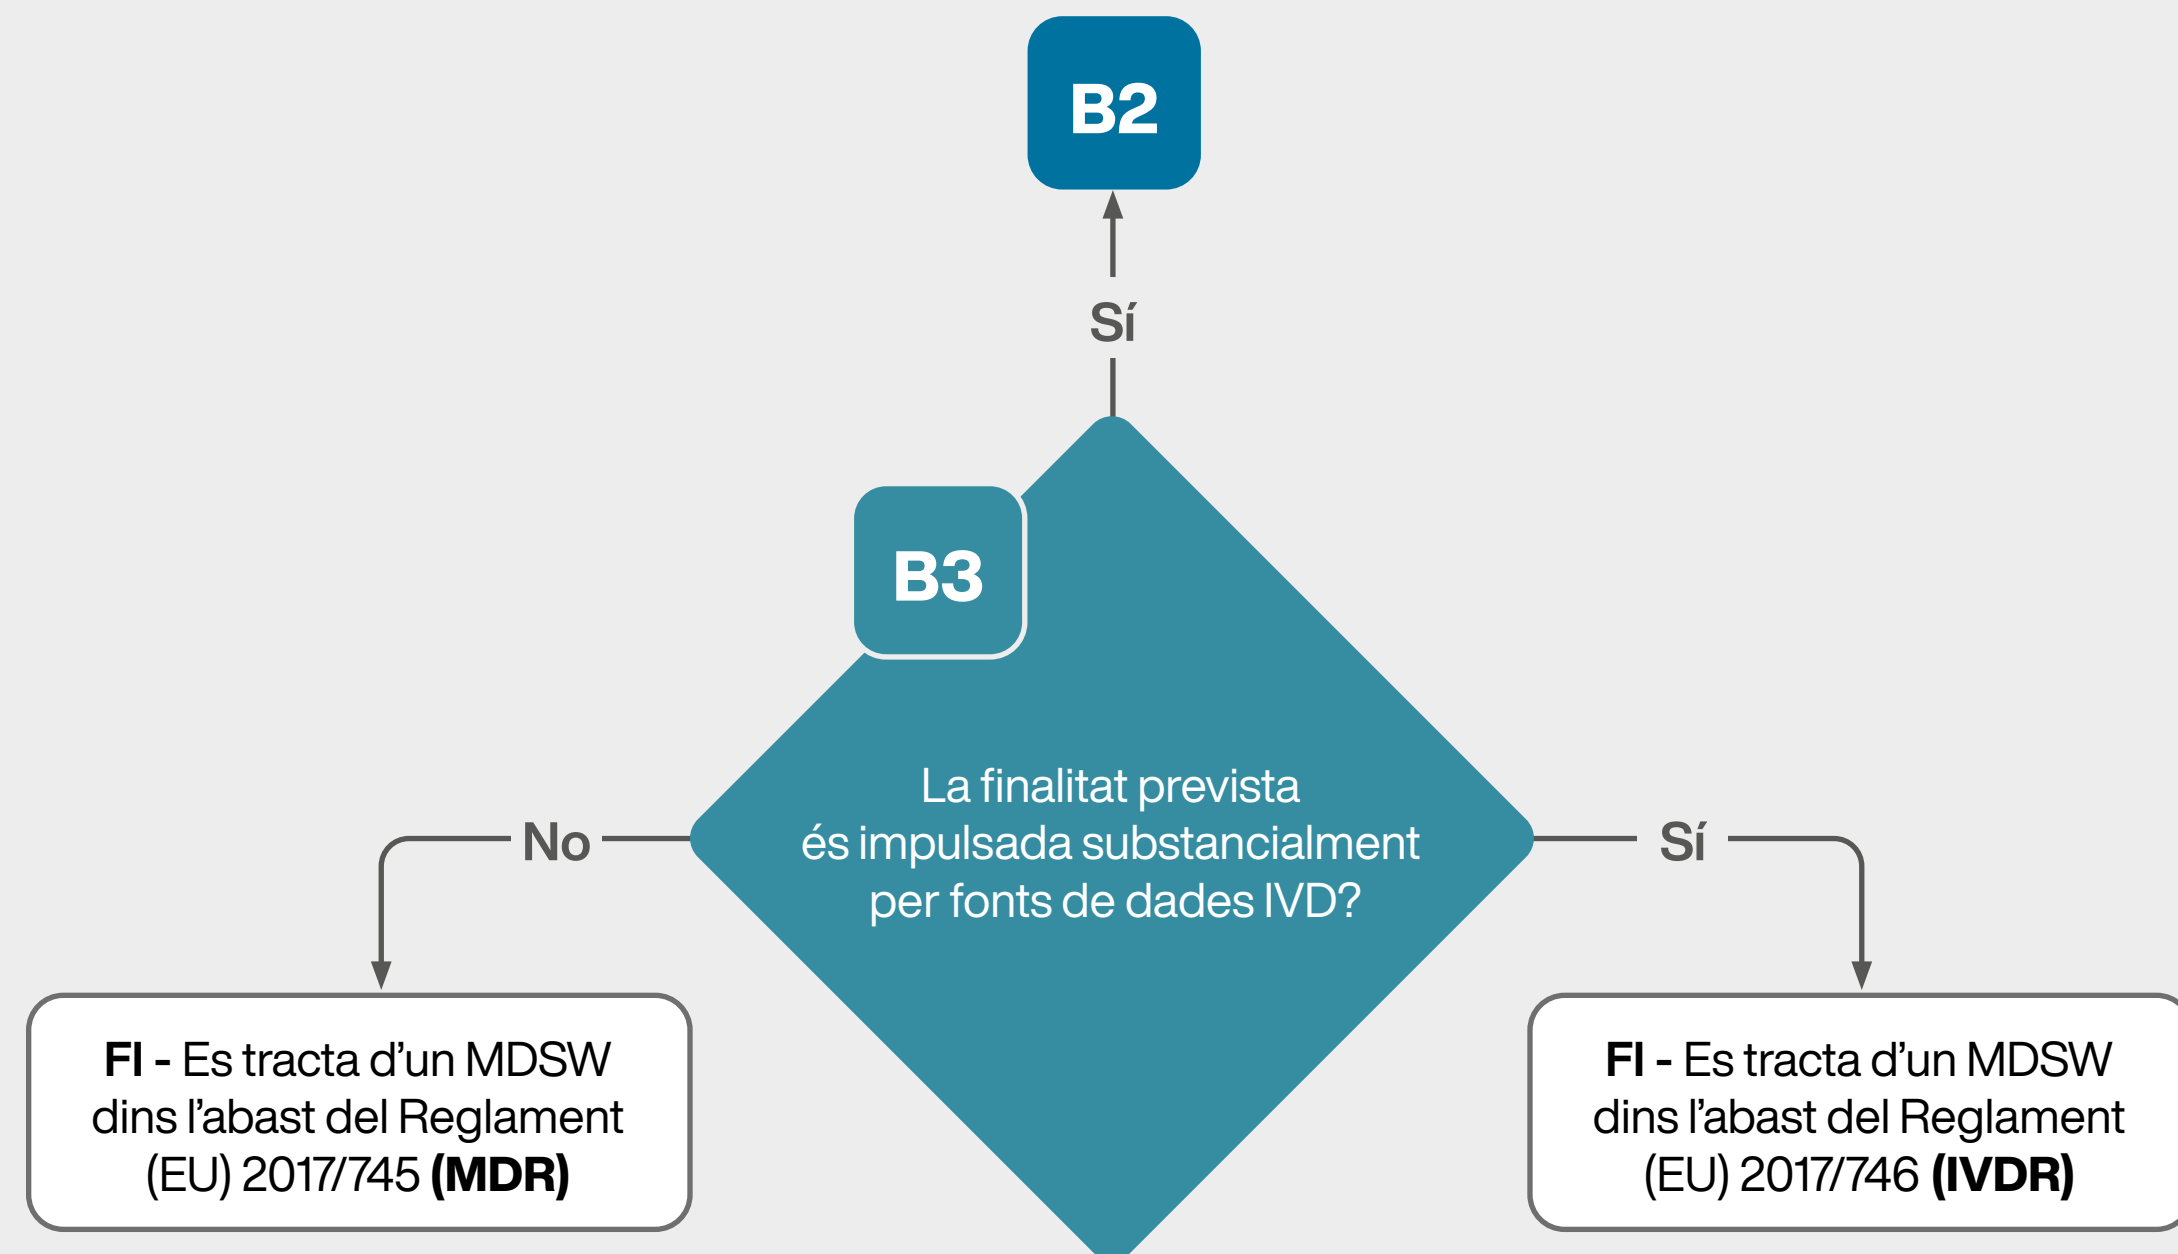 B2
Sí
B3
La finalitat prevista
és impulsada substancialment
per fonts de dades IVD?
No
Sí
FI - Es tracta d’un MDSW
dins l’abast del Reglament
(EU) 2017/745 (MDR)
FI - Es tracta d’un MDSW
dins l’abast del Reglament
(EU) 2017/746 (IVDR)